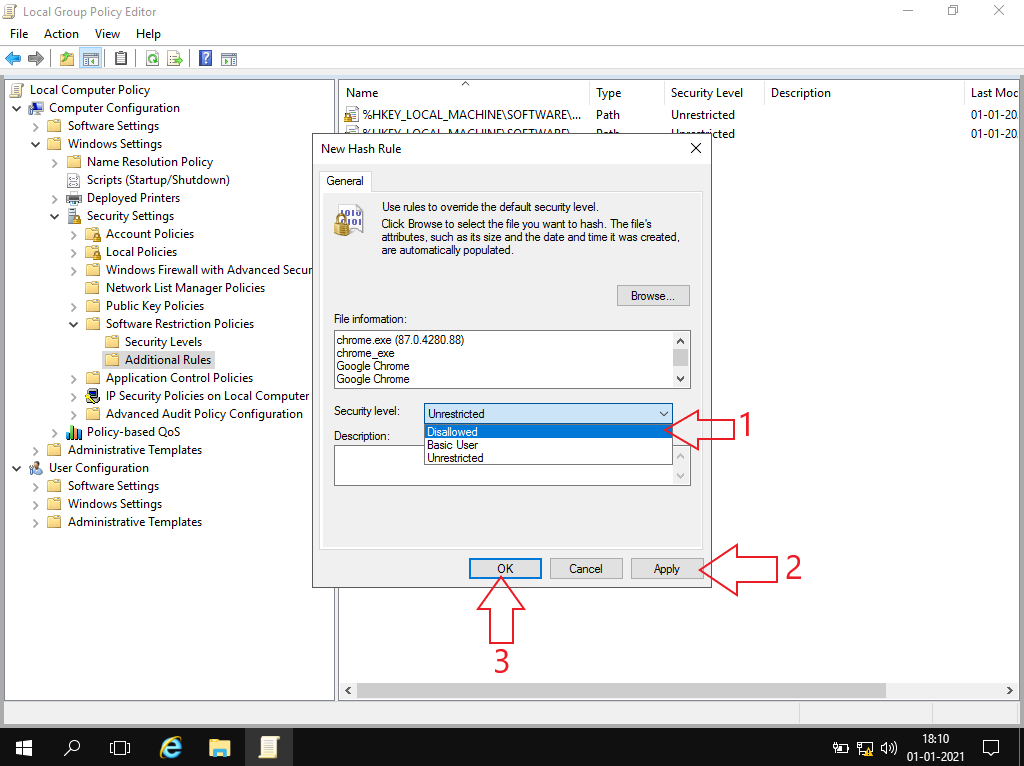 Local Group Policy Editor
File Action View Help
Local Computer Policy
Computer Configuration
Software Settings
Windows Settings
Name Resolution Policy
Scripts (Startup/Shutdown)
Deployed Printers
Security Settings
Account Policies
Local Policies
Windows Firewall with Advanced Secur
Network List Manager Policies
Public Key Policies
Software Restriction Policies
Security Levels
Additional Rules
Application Control Policies
IP Security Policies on Local Computer
Advanced Audit Policy Configuration
Policy-based QoS
Administrative Templates
User Configuration
Software Settings
Windows Settings
Administrative Templates
Name Type Security Level Description Last Moc
%HKEY_LOCAL_MACHINE\SOFTWARE\... Path Unrestricted 01-01-20
%HKEY_LOCAL_MACHINE\SOFTWARE\... Path Unrestricted 01-01-20
New Hash Rule
General
Use rules to override the default security level.
Click Browse to select the file you want to hash. The file's
attributes, such as its size and the date and time it was created,
are automatically populated.
Browse...
File information:
chrome.exe (87.0.4280.88)
chrome_exe
Google Chrome
Google Chrome
Security level: Unrestricted
Disallowed
Basic User
Unrestricted
Description:
OK Cancel Apply
1
2
3
18:10
01-01-2021